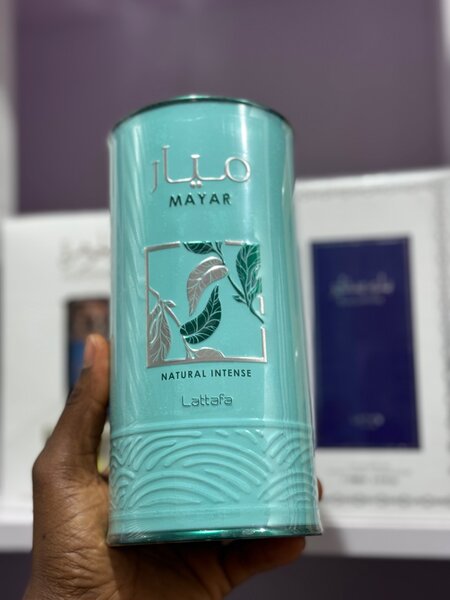 ميار
MAYAR
NATURAL INTENSE
Lattafa